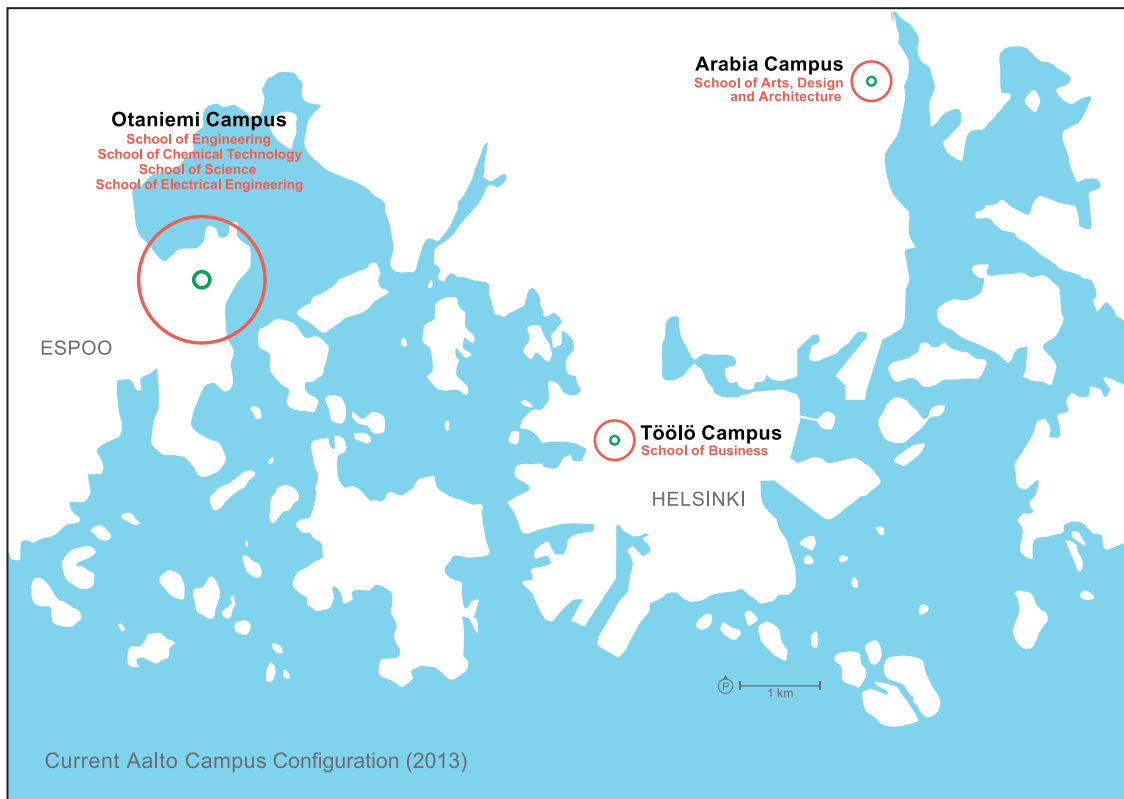 Arabia Campus
School of Arts, Design
and Architecture
Otaniemi Campus
School of Engineering
School of Chemical Technology
School of Science
School of Electrical Engineering
ESPOO
Töölö Campus
School of Business
HELSINKI
P
1 km
Current Aalto Campus Configuration (2013)